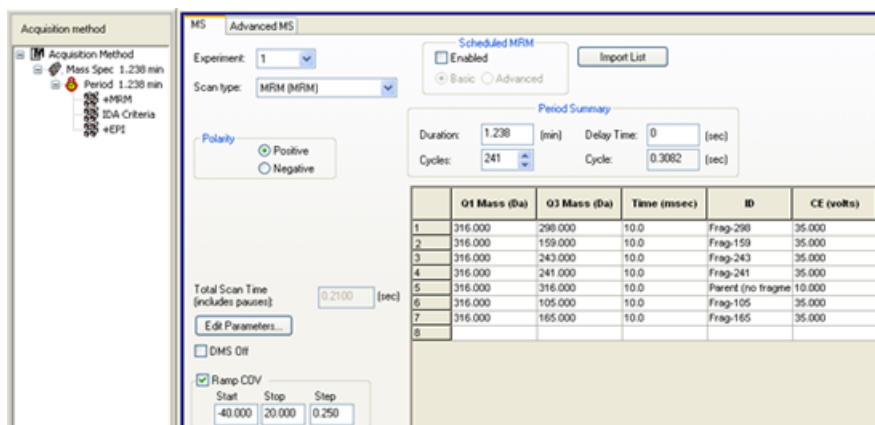 Acquisition method
Acquisition Method
Mass Spec 1.238 min
Period 1.238 min
+MRM
IDA Criteria
+EPI
MS Advanced MS
Experiment: 1
Scan type: MRM (MRM)
Scheduled MRM
Enabled
Basic Advanced
Import List
Polarity
Positive
Negative
Period Summary
Duration: 1.238 (min) Delay Time: 0 (sec)
Cycles: 241 Cycle: 0.3082 (sec)
Q1 Mass (Da) Q3 Mass (Da) Time (msec) ID CE (volts)
1 316.000 298.000 10.0 Frag-298 35.000
2 316.000 159.000 10.0 Frag-159 35.000
3 316.000 243.000 10.0 Frag-243 35.000
4 316.000 241.000 10.0 Frag-241 35.000
5 316.000 316.000 10.0 Parent (no fragme 10.000
6 316.000 105.000 10.0 Frag-105 35.000
7 316.000 165.000 10.0 Frag-165 35.000
8
Total Scan Time
(includes pauses): 0.2100 (sec)
Edit Parameters...
DMS Off
Ramp COV
Start Stop Step
-40.000 20.000 0.250